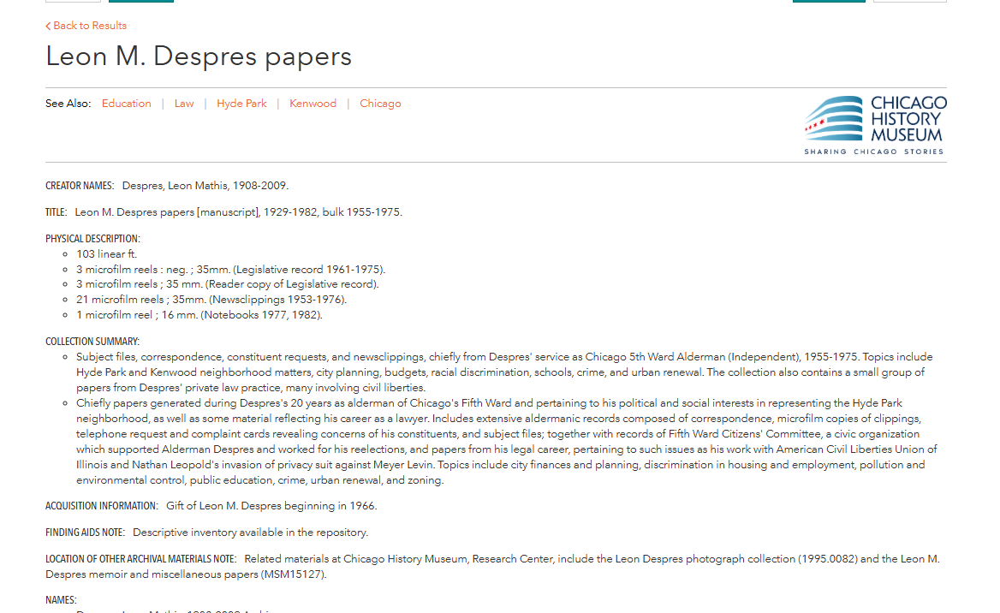 Back to Results
Leon M. Despres papers
See Also: Education | Law | Hyde Park | Kenwood | Chicago
CHICAGO
HISTORY
MUSEUM
SHARING CHICAGO STORIES
CREATOR NAMES: Despres, Leon Mathis, 1908-2009.
TITLE: Leon M. Despres papers [manuscript], 1929-1982, bulk 1955-1975.
PHYSICAL DESCRIPTION:
103 linear ft.
3 microfilm reels : neg. ; 35mm. (Legislative record 1961-1975).
3 microfilm reels ; 35 mm. (Reader copy of Legislative record).
21 microfilm reels ; 35mm. (Newsclippings 1953-1976).
1 microfilm reel ; 16 mm. (Notebooks 1977, 1982).
COLLECTION SUMMARY:
Subject files, correspondence, constituent requests, and newsclippings, chiefly from Despres' service as Chicago 5th Ward Alderman (Independent), 1955-1975. Topics include
Hyde Park and Kenwood neighborhood matters, city planning, budgets, racial discrimination, schools, crime, and urban renewal. The collection also contains a small group of
papers from Despres' private law practice, many involving civil liberties.
Chiefly papers generated during Despres's 20 years as alderman of Chicago's Fifth Ward and pertaining to his political and social interests in representing the Hyde Park
neighborhood, as well as some material reflecting his career as a lawyer. Includes extensive aldermanic records composed of correspondence, microfilm copies of clippings,
telephone request and complaint cards revealing concerns of his constituents, and subject files; together with records of Fifth Ward Citizens' Committee, a civic organization
which supported Alderman Despres and worked for his reelections, and papers from his legal career, pertaining to such issues as his work with American Civil Liberties Union of
Illinois and Nathan Leopold's invasion of privacy suit against Meyer Levin. Topics include city finances and planning, discrimination in housing and employment, pollution and
environmental control, public education, crime, urban renewal, and zoning.
ACQUISITION INFORMATION: Gift of Leon M. Despres beginning in 1966.
FINDING AIDS NOTE: Descriptive inventory available in the repository.
LOCATION OF OTHER ARCHIVAL MATERIALS NOTE: Related materials at Chicago History Museum, Research Center, include the Leon Despres photograph collection (1995.0082) and the Leon M.
Despres memoir and miscellaneous papers (MSM15127).
NAMES: